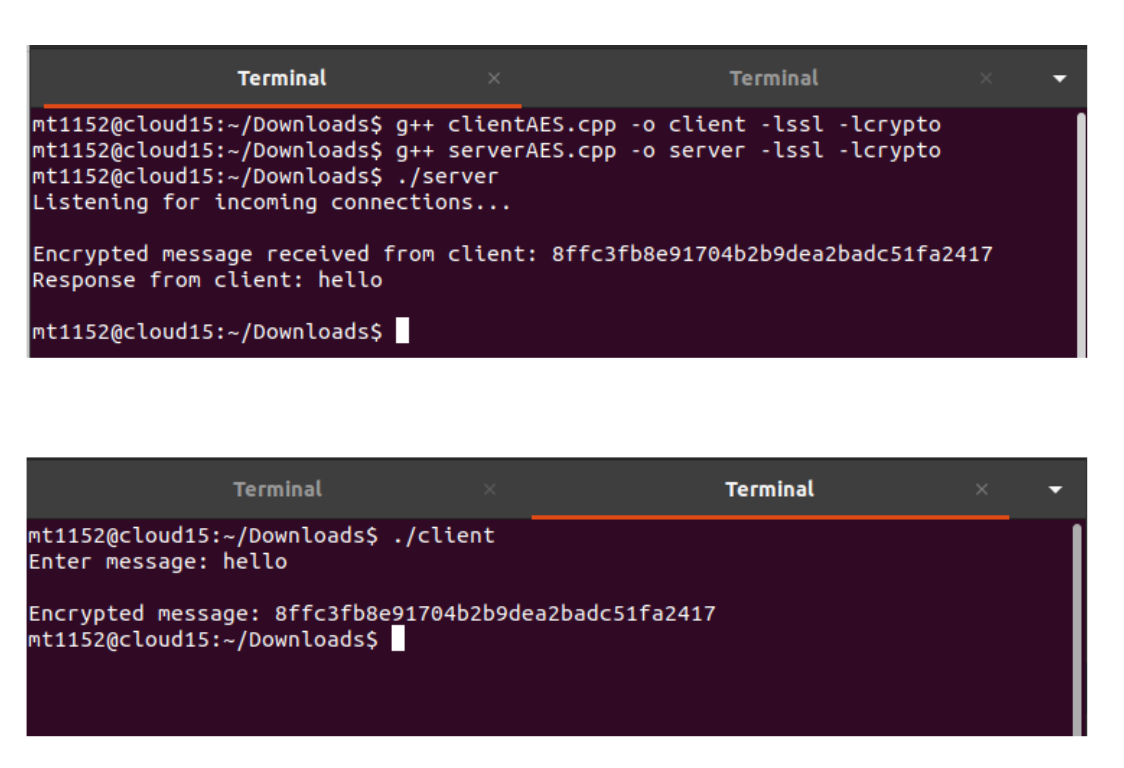 Terminal × Terminal ×
mt1152@cloud15:~/Downloads$ g++ clientAES.cpp -o client -lssl -lcrypto
mt1152@cloud15:~/Downloads$ g++ serverAES.cpp -o server -lssl -lcrypto
mt1152@cloud15:~/Downloads$ ./server
Listening for incoming connections...
Encrypted message received from client: 8ffc3fb8e91704b2b9dea2badc51fa2417
Response from client: hello
mt1152@cloud15:~/Downloads$
Terminal × Terminal ×
mt1152@cloud15:~/Downloads$ ./client
Enter message: hello
Encrypted message: 8ffc3fb8e91704b2b9dea2badc51fa2417
mt1152@cloud15:~/Downloads$